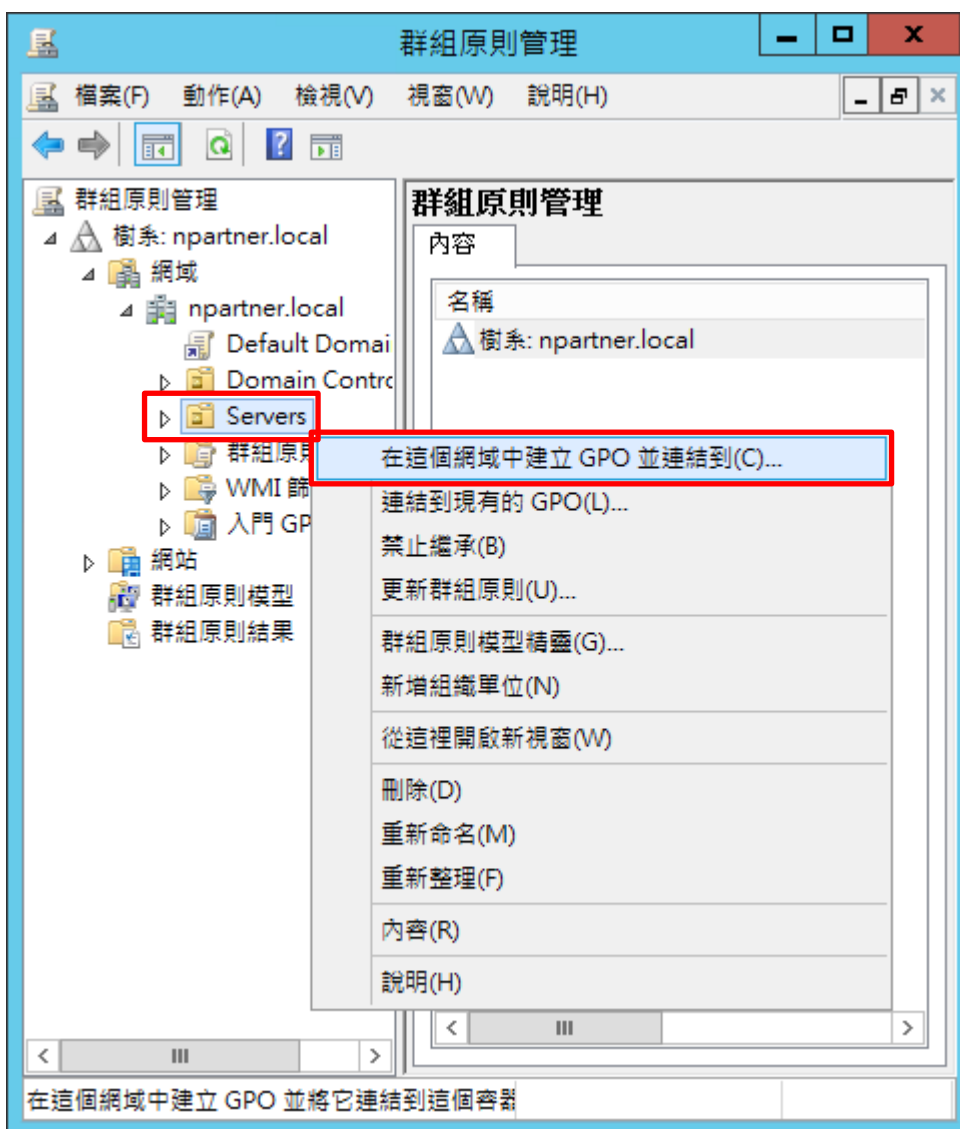 群組原則管理
檔案(F) 動作(A) 檢視(V) 視窗(W) 說明(H)
群組原則管理
樹系: npartner.local
網域
npartner.local
Default Domai
Domain Contrc
Servers
群組原則
WMI 篩
入門 GP
網站
群組原則模型
群組原則結果
群組原則管理
內容
名稱
樹系: npartner.local
在這個網域中建立 GPO 並連結到(C)...
連結到現有的 GPO(L)...
禁止繼承(B)
更新群組原則(U)...
群組原則模型精靈(G)...
新增組織單位(N)
從這裡開啟新視窗(W)
刪除(D)
重新命名(M)
重新整理(F)
內容(R)
說明(H)
在這個網域中建立 GPO 並將它連結到這個容器